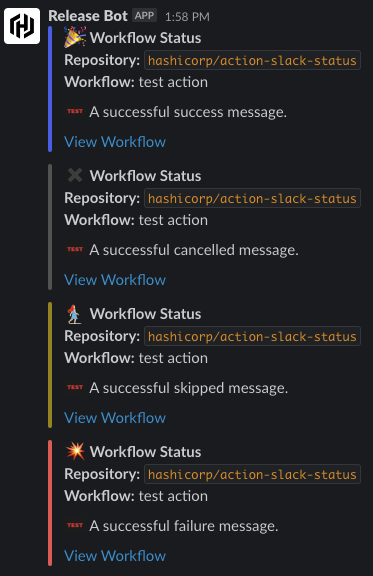 Release Bot APP 1:58 PM
Workflow Status
Repository: hashicorp/action-slack-status
Workflow: test action
TEST A successful success message.
View Workflow
Workflow Status
Repository: hashicorp/action-slack-status
Workflow: test action
TEST A successful cancelled message.
View Workflow
Workflow Status
Repository: hashicorp/action-slack-status
Workflow: test action
TEST A successful skipped message.
View Workflow
Workflow Status
Repository: hashicorp/action-slack-status
Workflow: test action
TEST A successful failure message.
View Workflow